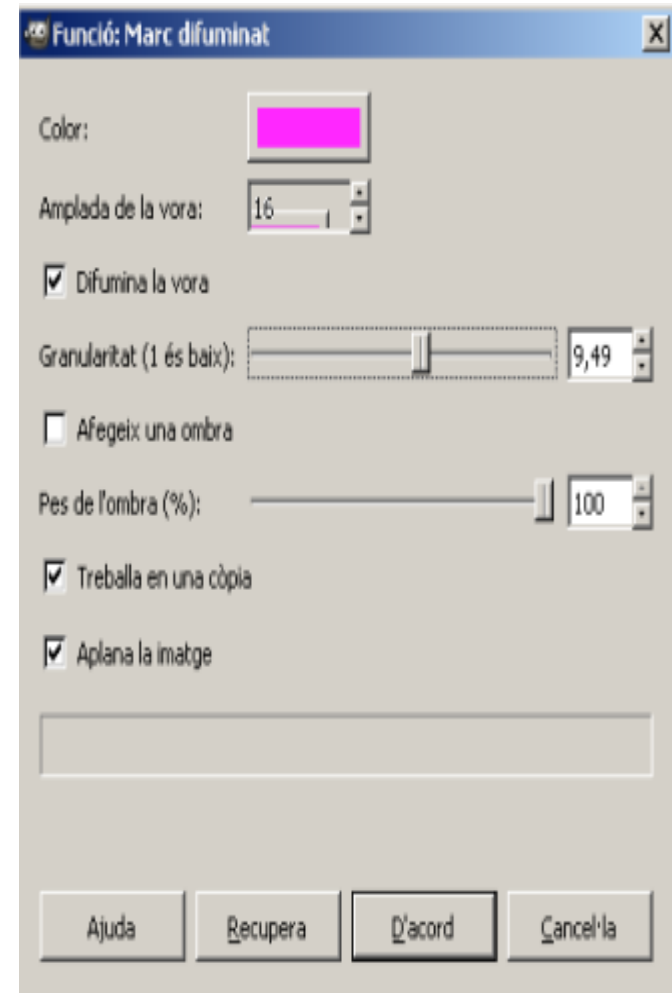 Funció: Marc difuminat
Color:
Amplada de la vora: 16
Difumina la vora
Granularitat (1 és baix): 9,49
Afegeix una ombra
Pes de l'ombra (%): 100
Treballa en una còpia
Aplana la imatge
Ajuda Recupera D'acord Cancel·la